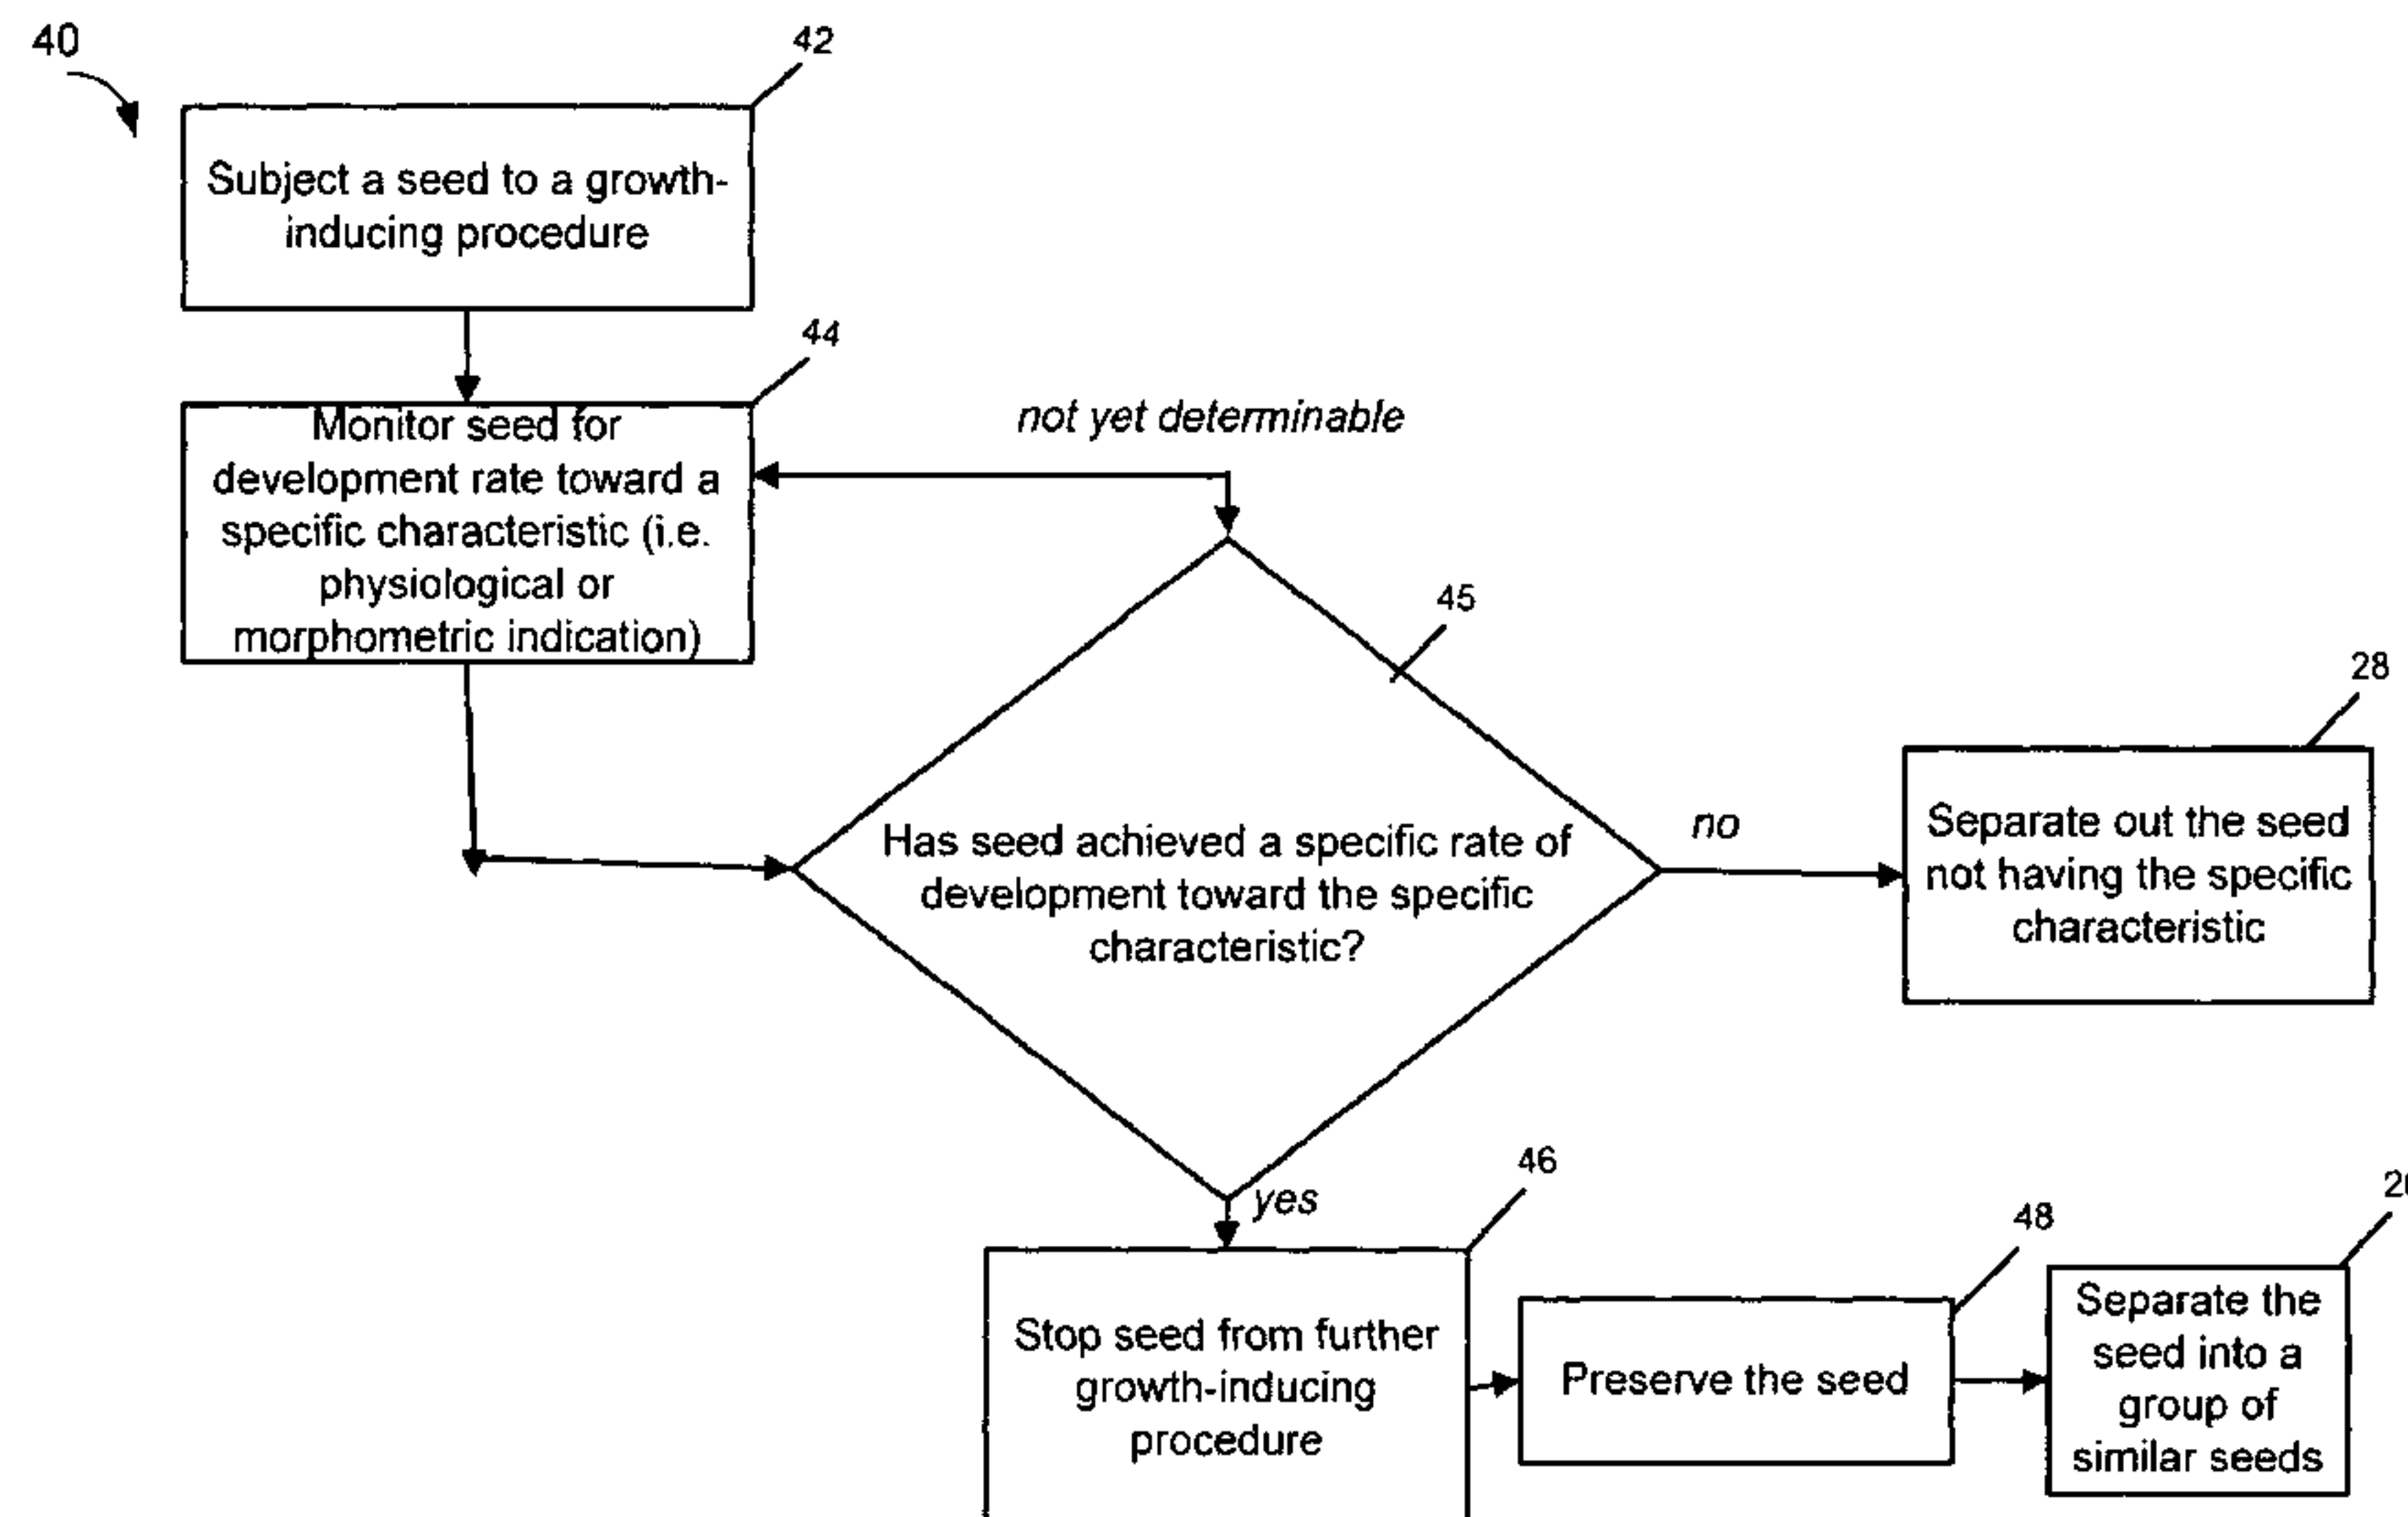 40
42
Subject a seed to a growth-
inducing procedure
44
Monitor seed for
development rate toward a
specific characteristic (i.e.
physiological or
morphometric indication)
not yet determinable
45
Has seed achieved a specific rate of
development toward the specific
characteristic?
no
28
Separate out the seed
not having the specific
characteristic
yes
46
Stop seed from further
growth-inducing
procedure
48
Preserve the seed
Separate the
seed into a
group of
similar seeds